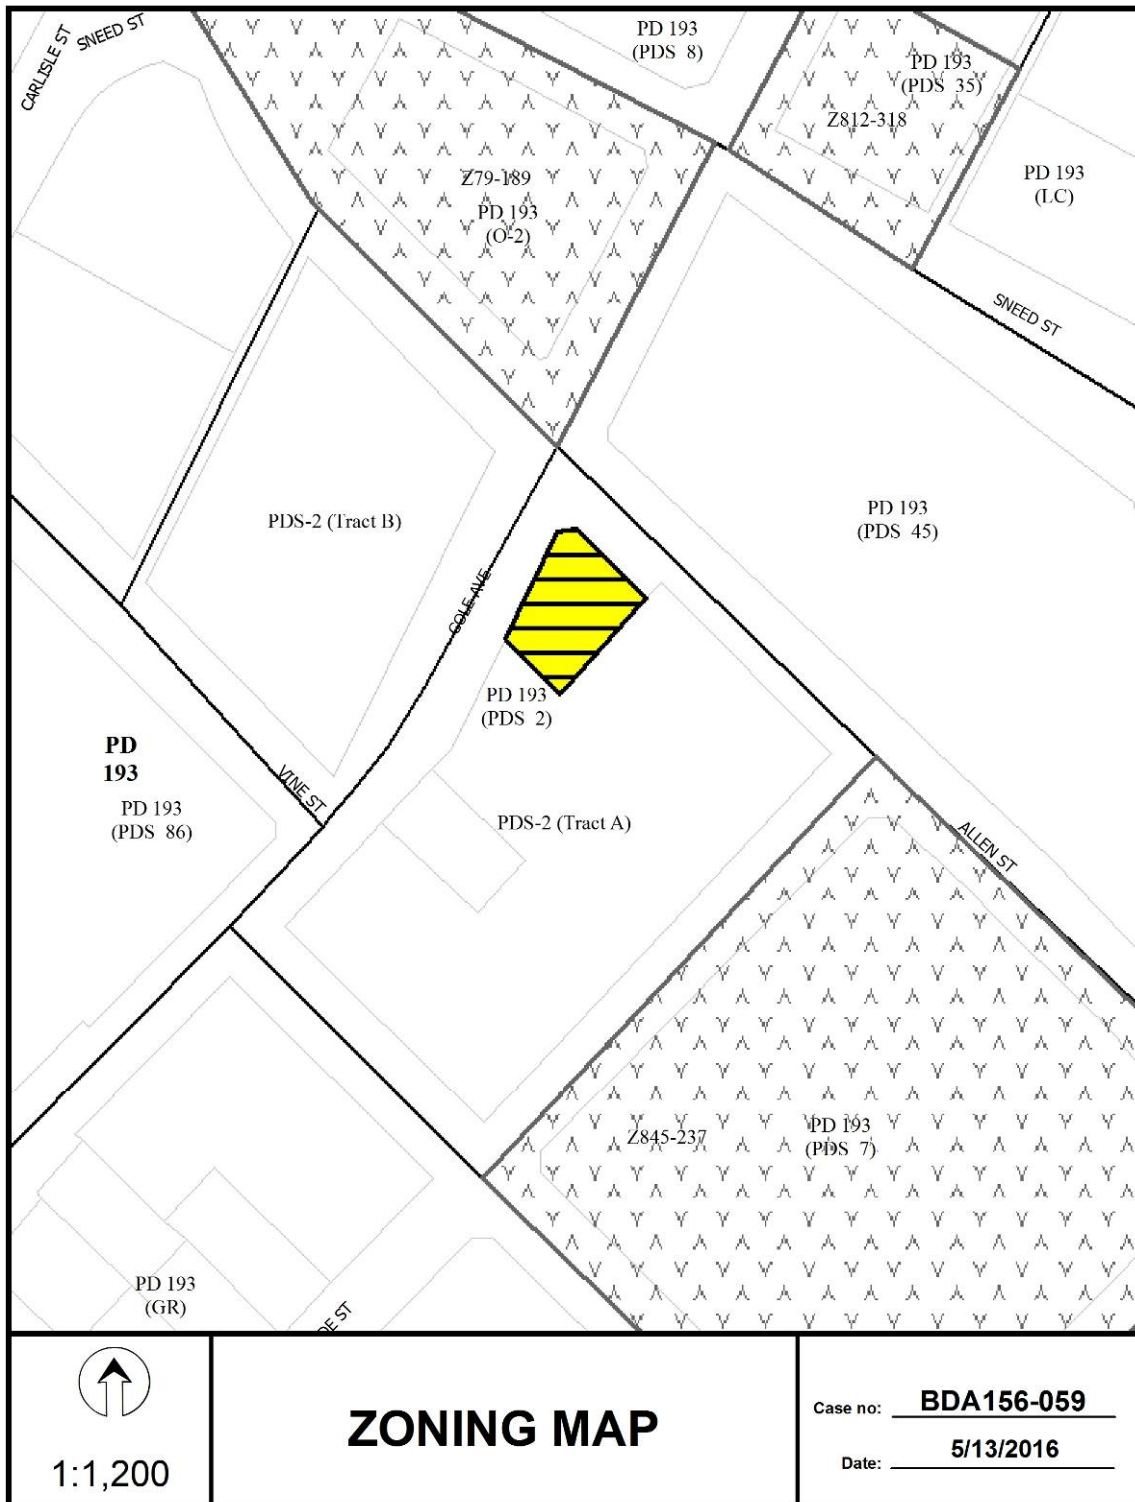 CARLISLE ST
SNEED ST
PD 193
(PDS 8)
PD 193
(PDS 35)
Z812-318
PD 193
(LC)
Z79-189
PD 193
(O-2)
SNEED ST
PDS-2 (Tract B)
PD 193
(PDS 45)
COLE AVE
PD 193
(PDS 2)
PD
193
PD 193
(PDS 86)
VINE ST
PDS-2 (Tract A)
ALLEN ST
Z845-237
PD 193
(PDS 7)
PD 193
(GR)
DE ST
1:1,200
ZONING MAP
Case no: BDA156-059
Date: 5/13/2016